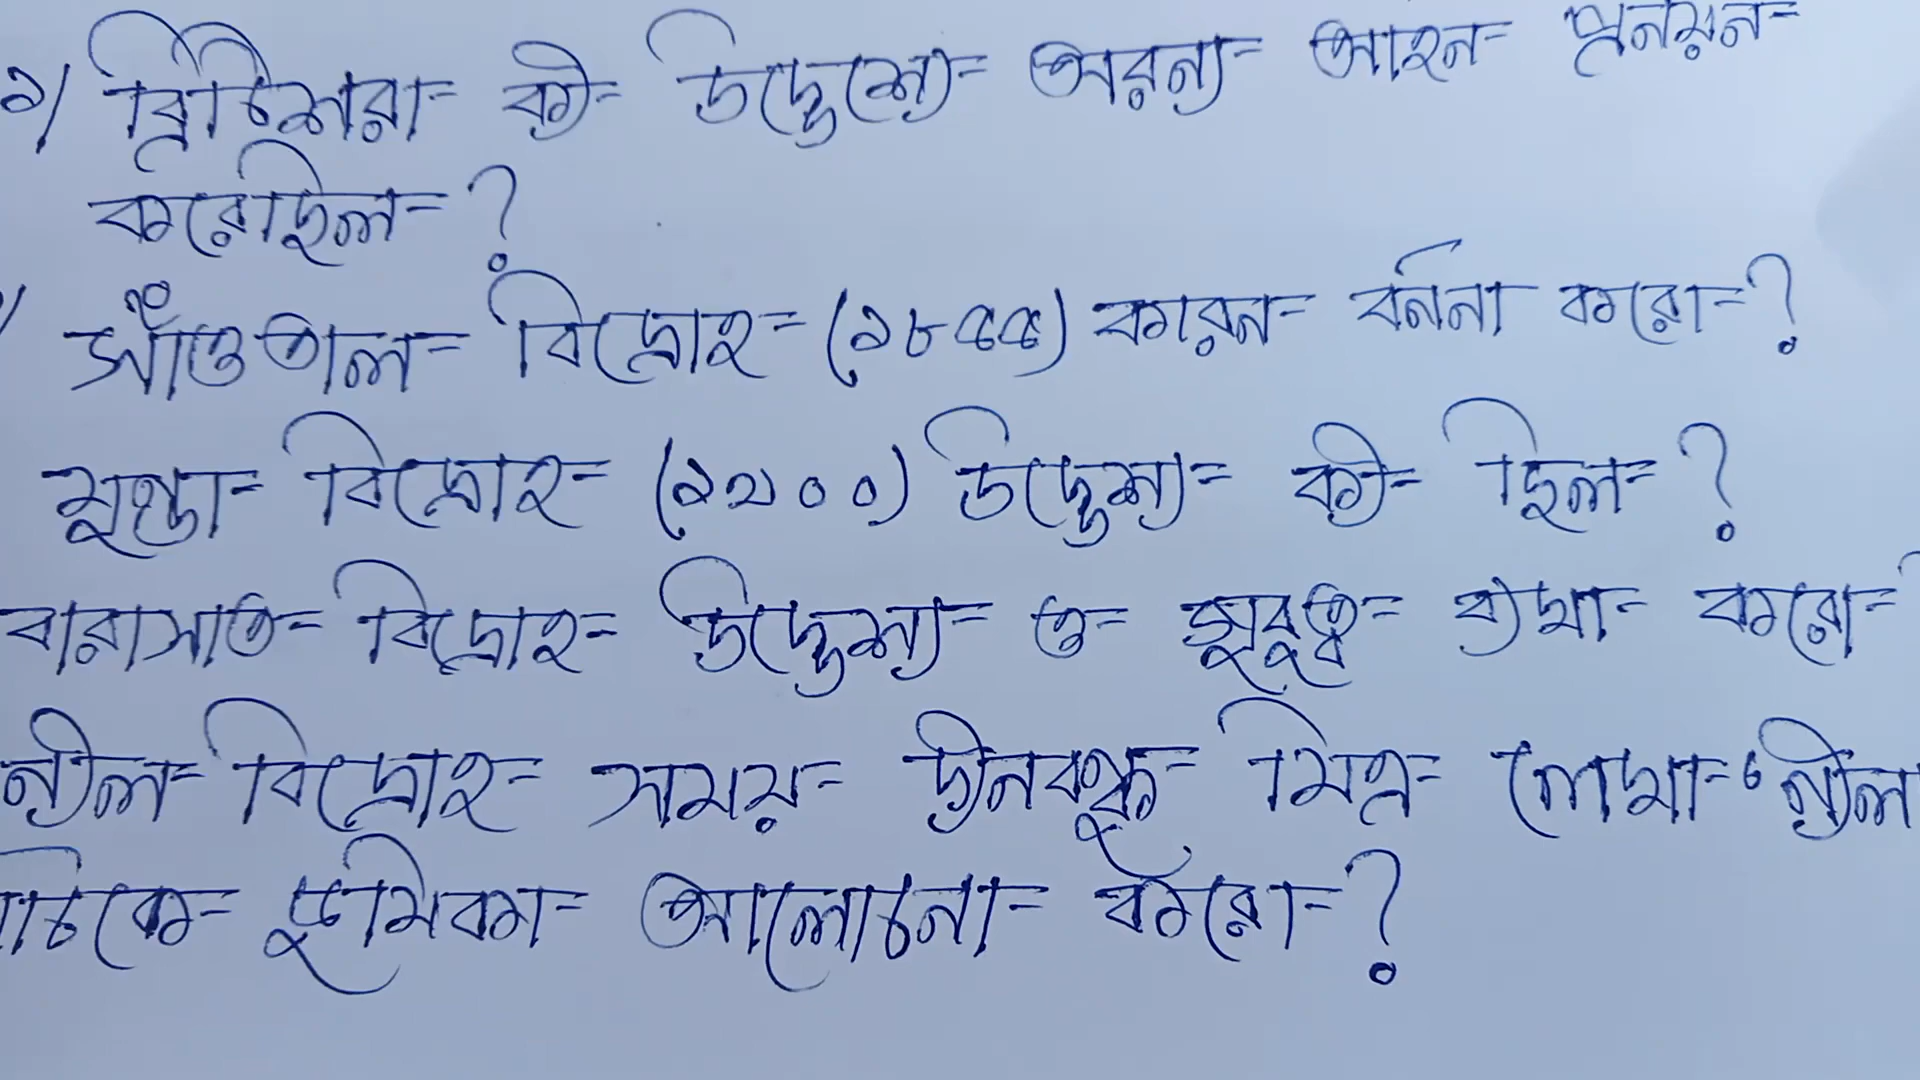 ১/ ব্রিটিশরা কী উদ্দেশ্যে অরন্য আইন প্রনয়ন
করেছিল ?
/ সাঁওতাল বিদ্রোহ (১৮৫৫) কারন বর্ননা করো ?
মুণ্ডা বিদ্রোহ (১৯০০) উদ্দেশ্য কী ছিল ?
বারাসাত বিদ্রোহ উদ্দেশ্য ও করো
নীল বিদ্রোহ সময় দীনবন্ধু মিত্র লেখা ‘নীল
ভূমিকা আলোচনা করো ?